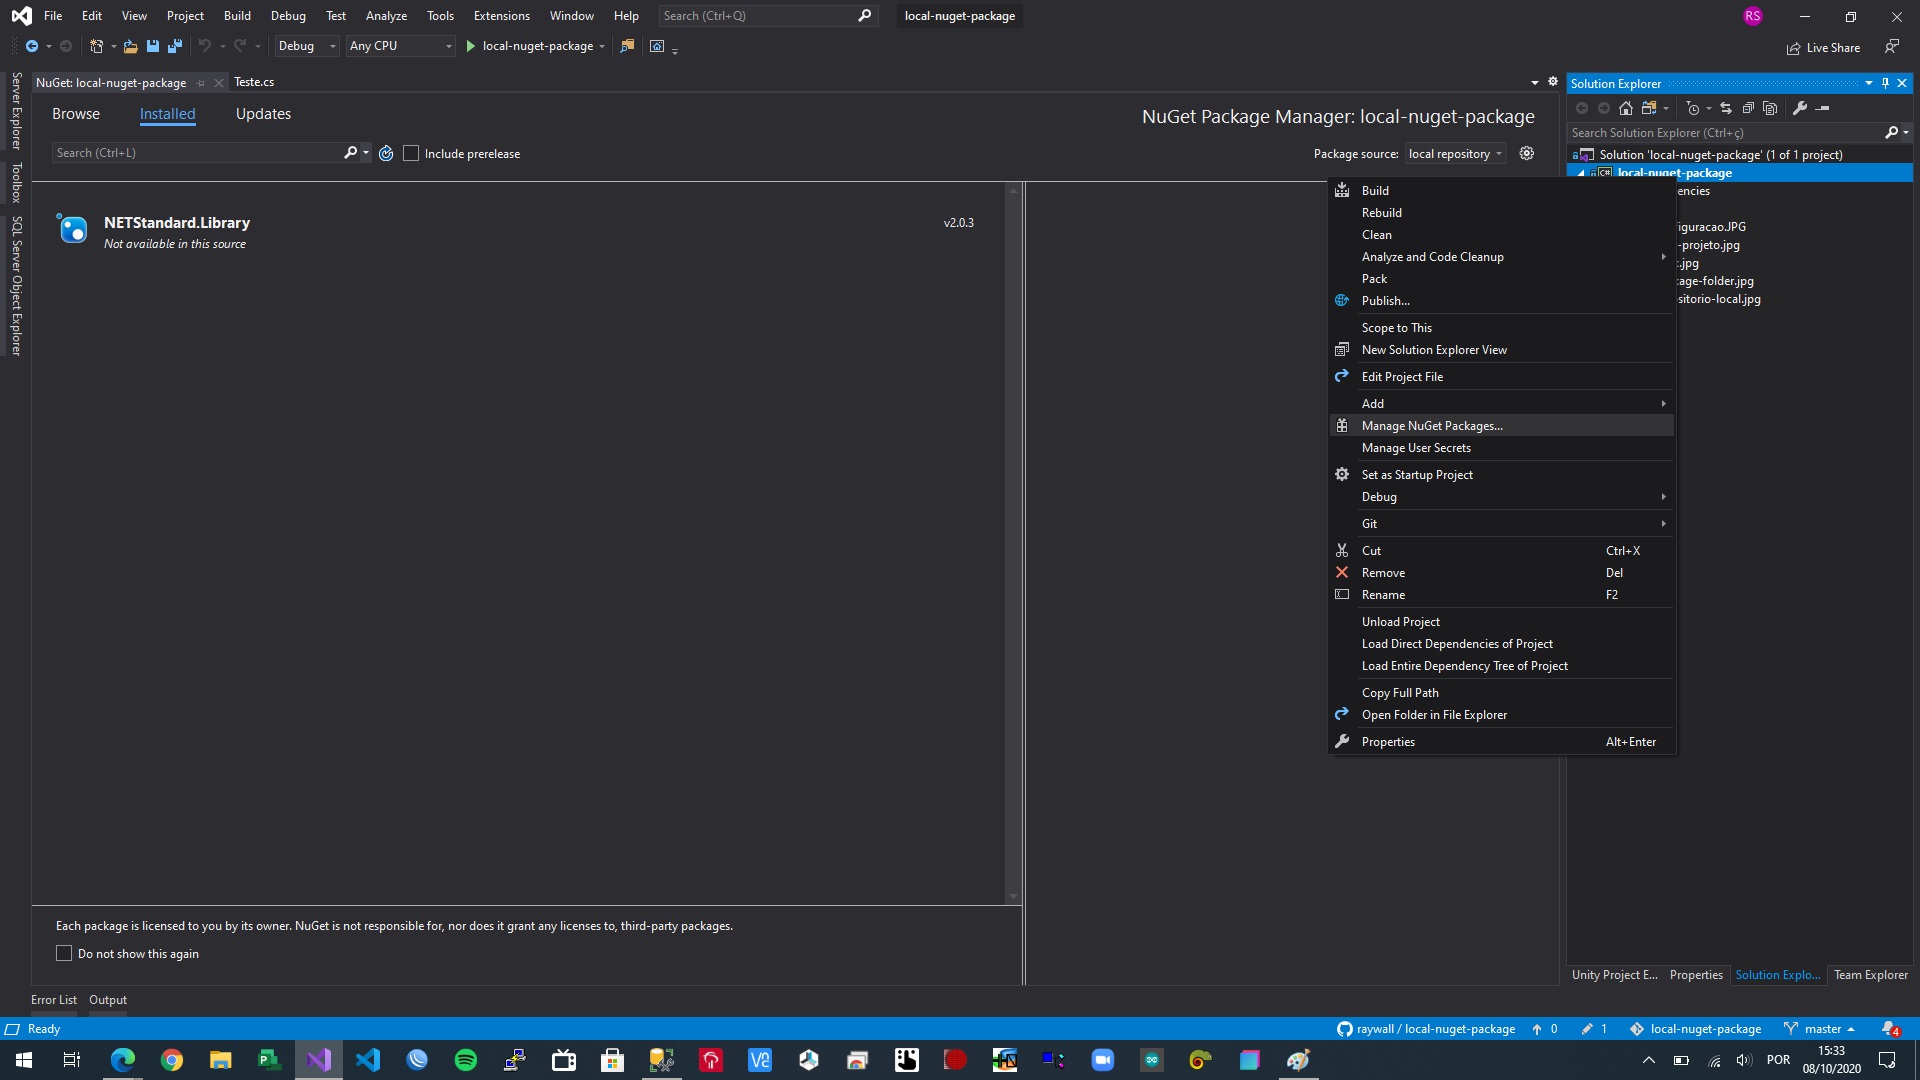 File Edit View Project Build Debug Test Analyze Tools Extensions Window Help Search (Ctrl+Q) local-nuget-package RS
Debug Any CPU local-nuget-package Live Share
NuGet: local-nuget-package Teste.cs
Server Explorer
Toolbox
SQL Server Object Explorer
Browse Installed Updates
NuGet Package Manager: local-nuget-package
Search (Ctrl+L) Include prerelease
Package source: local repository
NETStandard.Library v2.0.3
Not available in this source
Each package is licensed to you by its owner. NuGet is not responsible for, nor does it grant any licenses to, third-party packages.
Do not show this again
Solution Explorer
Search Solution Explorer (Ctrl+ç)
Solution 'local-nuget-package' (1 of 1 project)
C# local-nuget-package
encies
iguracao.JPG
-projeto.jpg
t.jpg
cage-folder.jpg
sitorio-local.jpg
Build
Rebuild
Clean
Analyze and Code Cleanup
Pack
Publish...
Scope to This
New Solution Explorer View
Edit Project File
Add
Manage NuGet Packages...
Manage User Secrets
Set as Startup Project
Debug
Git
Cut Ctrl+X
Remove Del
Rename F2
Unload Project
Load Direct Dependencies of Project
Load Entire Dependency Tree of Project
Copy Full Path
Open Folder in File Explorer
Properties Alt+Enter
Unity Project E... Properties Solution Explo... Team Explorer
Error List Output
Ready raywall / local-nuget-package 0 1 local-nuget-package master 4
POR 15:33
08/10/2020